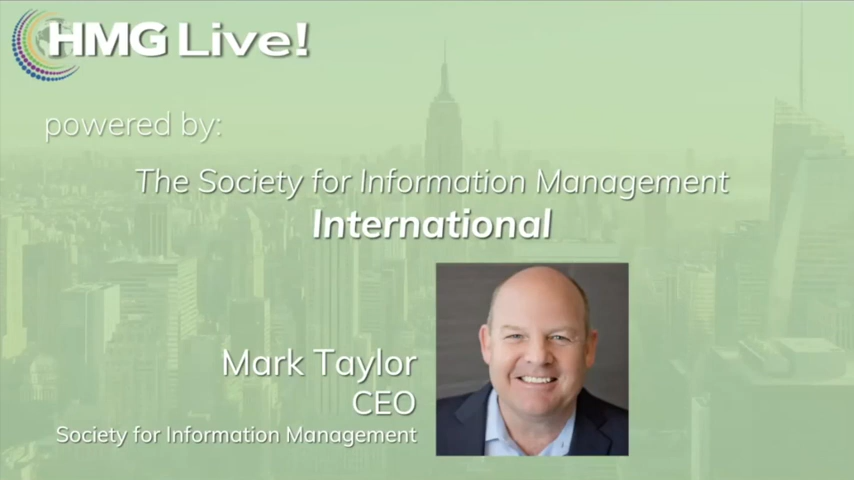 HMG Live!
powered by:
The Society for Information Management
International
Mark Taylor
CEO
Society for Information Management